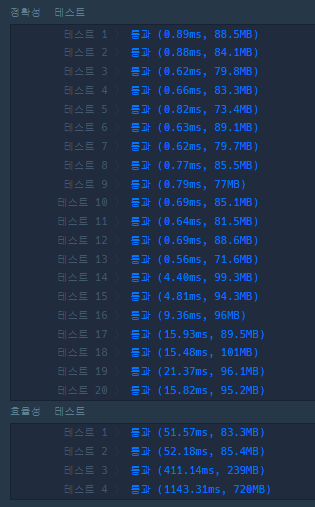 정확성 테스트
테스트 1 〉 통과 (0.89ms, 88.5MB)
테스트 2 〉 통과 (0.88ms, 84.1MB)
테스트 3 〉 통과 (0.62ms, 79.8MB)
테스트 4 〉 통과 (0.66ms, 83.3MB)
테스트 5 〉 통과 (0.82ms, 73.4MB)
테스트 6 〉 통과 (0.63ms, 89.1MB)
테스트 7 〉 통과 (0.62ms, 79.7MB)
테스트 8 〉 통과 (0.77ms, 85.5MB)
테스트 9 〉 통과 (0.79ms, 77MB)
테스트 10 〉 통과 (0.69ms, 85.1MB)
테스트 11 〉 통과 (0.64ms, 81.5MB)
테스트 12 〉 통과 (0.69ms, 88.6MB)
테스트 13 〉 통과 (0.56ms, 71.6MB)
테스트 14 〉 통과 (4.40ms, 99.3MB)
테스트 15 〉 통과 (4.81ms, 94.3MB)
테스트 16 〉 통과 (9.36ms, 96MB)
테스트 17 〉 통과 (15.93ms, 89.5MB)
테스트 18 〉 통과 (15.48ms, 101MB)
테스트 19 〉 통과 (21.37ms, 96.1MB)
테스트 20 〉 통과 (15.82ms, 95.2MB)
효율성 테스트
테스트 1 〉 통과 (51.57ms, 83.3MB)
테스트 2 〉 통과 (52.18ms, 85.4MB)
테스트 3 〉 통과 (411.14ms, 239MB)
테스트 4 〉 통과 (1143.31ms, 720MB)